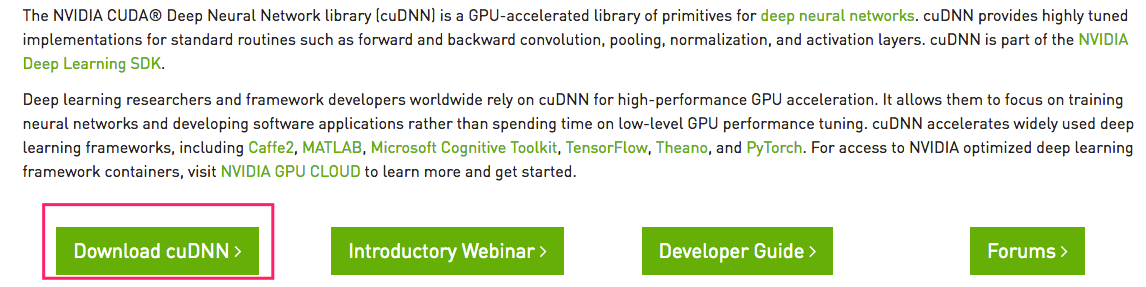 The NVIDIA CUDA® Deep Neural Network library (cuDNN) is a GPU-accelerated library of primitives for deep neural networks. cuDNN provides highly tuned
implementations for standard routines such as forward and backward convolution, pooling, normalization, and activation layers. cuDNN is part of the NVIDIA
Deep Learning SDK.
Deep learning researchers and framework developers worldwide rely on cuDNN for high-performance GPU acceleration. It allows them to focus on training
neural networks and developing software applications rather than spending time on low-level GPU performance tuning. cuDNN accelerates widely used deep
learning frameworks, including Caffe2, MATLAB, Microsoft Cognitive Toolkit, TensorFlow, Theano, and PyTorch. For access to NVIDIA optimized deep learning
framework containers, visit NVIDIA GPU CLOUD to learn more and get started.
Download cuDNN > Introductory Webinar > Developer Guide > Forums >